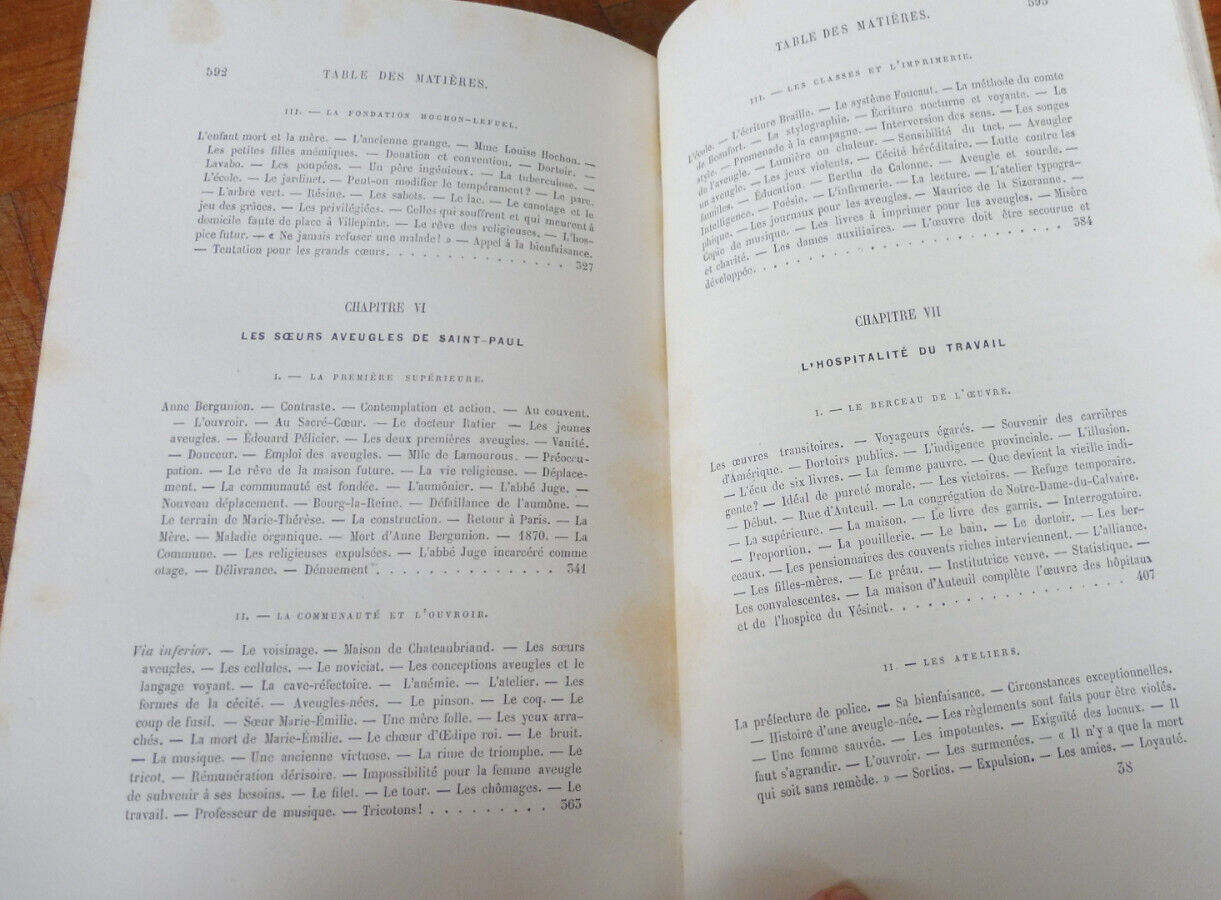 592
TABLE DES MATIÈRES.
III. — LA FONDATION HOCHON-LEFUEL.
L'enfant mort et la mère. — L'ancienne grange. — Mme Louise Hochon. —
Les petites filles anémiques. — Donation et convention. — Dortoir. —
Lavabo. — Les poupées. — Un père ingénieux. — La tuberculose. —
L'école. — Le jardinet. — Peut-on modifier le tempérament? — Le parc.
— L'arbre vert. — Résine. — Les sabots. — Le lac. — Le canotage et le
jeu des grâces. — Les privilégiées. — Celles qui souffrent et qui meurent à
domicile faute de place à Villepinte. — Le rêve des religieuses. — L'hos-
pice futur. — « Ne jamais refuser une malade! » — Appel à la bienfaisance.
— Tentation pour les grands cœurs. . . . . . . . . . . . . . . 327
CHAPITRE VI
LES SŒURS AVEUGLES DE SAINT-PAUL
I. — LA PREMIÈRE SUPÉRIEURE.
Anne Bergunion. — Contraste. — Contemplation et action. — Au couvent.
— L'ouvroir. — Au Sacré-Cœur. — Le docteur Ratier — Les jeunes
aveugles. — Édouard Pélicier. — Les deux premières aveugles. — Vanité.
— Douceur. — Emploi des aveugles. — Mlle de Lamourous. — Préoccu-
pation. — Le rêve de la maison future. — La vie religieuse. — Déplace-
ment. — La communauté est fondée. — L'aumônier. — L'abbé Juge. —
Nouveau déplacement. — Bourg-la-Reine. — Défaillance de l'aumône. —
Le terrain de Marie-Thérèse. — La construction. — Retour à Paris. — La
Mère. — Maladie organique. — Mort d'Anne Bergunion. — 1870. — La
Commune. — Les religieuses expulsées. — L'abbé Juge incarcéré comme
otage. — Délivrance. — Dénuement . . . . . . . . . . . . . . 341
II. — LA COMMUNAUTÉ ET L'OUVROIR.
Via inferior. — Le voisinage. — Maison de Chateaubriand. — Les sœurs
aveugles. — Les cellules. — Le noviciat. — Les conceptions aveugles et le
langage voyant. — La cave-réfectoire. — L'anémie. — L'atelier. — Les
formes de la cécité. — Aveugles-nées. — Le pinson. — Le coq. — Le
coup de fusil. — Sœur Marie-Émilie. — Une mère folle. — Les yeux arra-
chés. — La mort de Marie-Émilie. — Le chœur d'Œdipe roi. — Le bruit.
— La musique. — Une ancienne virtuose. — La rime de triomphe. — Le
tricot. — Rémunération dérisoire. — Impossibilité pour la femme aveugle
de subvenir à ses besoins. — Le filet. — Le tour. — Les chômages. — Le
travail. — Professeur de musique. — Tricotons! . . . . . . . . . 363
593
TABLE DES MATIÈRES.
III. — LES CLASSES ET L'IMPRIMERIE.
L'école. — L'écriture Braille. — Le système Foucaut. — La méthode du comte
de Beaufort. — La stylographie. — Écriture nocturne et voyante. — Le
style. — Promenade à la campagne. — Interversion des sens. — Les songes
de l'aveugle. — Lumière ou chaleur. — Sensibilité du tact. — Aveugler
un aveugle. — Les jeux violents. — Cécité héréditaire. — Lutte contre les
familles. — Éducation. — Bertha de Calonne. — Aveugle et sourde. —
Intelligence. — Poésie. — L'infirmerie. — La lecture. — L'atelier typogra-
phique. — Les journaux pour les aveugles. — Maurice de la Sizeranne. —
Copie de musique. — Les livres à imprimer pour les aveugles. — Misère
et charité. — Les dames auxiliaires. — L'œuvre doit être secourue et
développée. . . . . . . . . . . . . . . . . . . . . . . . 384
CHAPITRE VII
L'HOSPITALITÉ DU TRAVAIL
I. — LE BERCEAU DE L'ŒUVRE.
Les œuvres transitoires. — Voyageurs égarés. — Souvenir des carrières
d'Amérique. — Dortoirs publics. — L'indigence provinciale. — L'illusion.
— L'écu de six livres. — La femme pauvre. — Que devient la vieille indi-
gente? — Idéal de pureté morale. — Les victoires. — Refuge temporaire.
— Début. — Rue d'Auteuil. — La congrégation de Notre-Dame-du-Calvaire.
— La supérieure. — La maison. — Le livre des garnis. — Interrogatoire.
— Proportion. — La pouillerie. — Le bain. — Le dortoir. — Les ber-
ceaux. — Les pensionnaires des couvents riches interviennent. — L'alliance.
— Les filles-mères. — Le préau. — Institutrice veuve. — Statistique. —
Les convalescentes. — La maison d'Auteuil complète l'œuvre des hôpitaux
et de l'hospice du Vésinet. . . . . . . . . . . . . . . . . . 407
II. — LES ATELIERS.
La préfecture de police. — Sa bienfaisance. — Circonstances exceptionnelles.
— Histoire d'une aveugle-née. — Les règlements sont faits pour être violés.
— Une femme sauvée. — Les impotentes. — Exiguïté des locaux. — Il
faut s'agrandir. — L'ouvroir. — Les surmenées. — « Il n'y a que la mort
qui soit sans remède. » — Sorties. — Expulsion. — Les amies. — Loyauté.
38